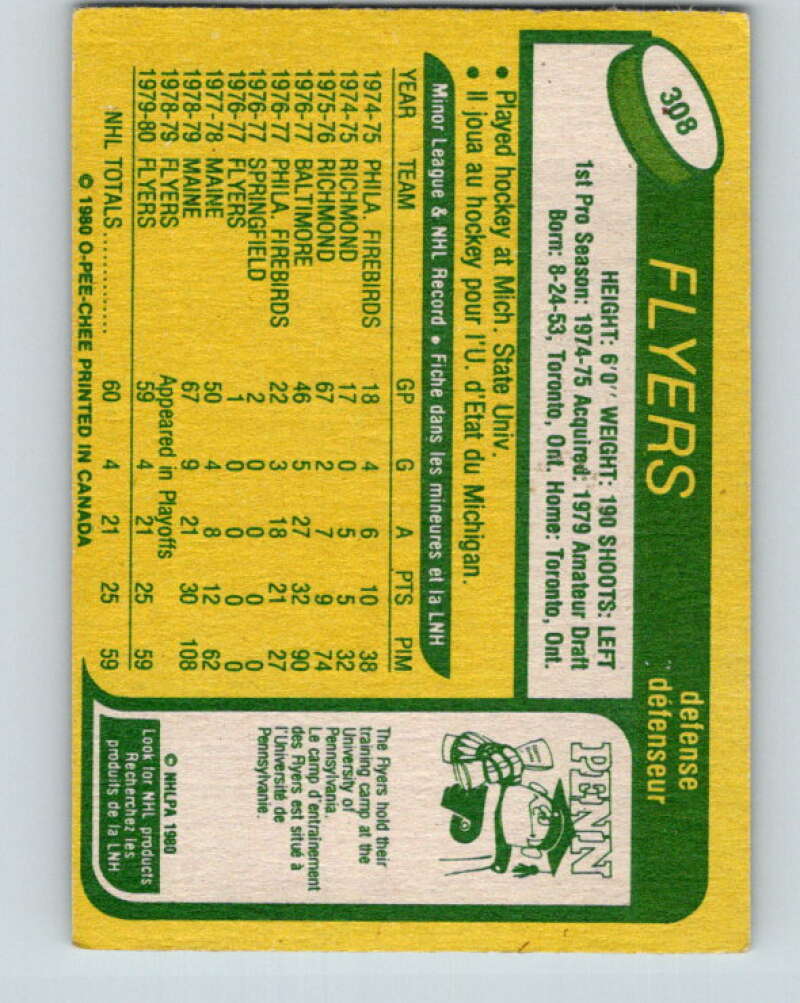 308
FLYERS
defense
défenseur
HEIGHT: 6'0" WEIGHT: 190 SHOOTS: LEFT
1st Pro Season: 1974-75 Acquired: 1979 Amateur Draft
Born: 8-24-53, Toronto, Ont. Home: Toronto, Ont.
• Played hockey at Mich. State Univ.
• Il joua au hockey pour l'U. d'Etat du Michigan.
Minor League & NHL Record • Fiche dans les mineures et la LNH
YEAR TEAM GP G A PTS PIM
1974-75 PHILA. FIREBIRDS 18 4 6 10 38
1974-75 RICHMOND 17 0 5 5 32
1975-76 RICHMOND 67 2 7 9 74
1976-77 BALTIMORE 46 5 27 32 90
1976-77 PHILA. FIREBIRDS 22 3 18 21 27
1976-77 SPRINGFIELD 2 0 0 0 0
1976-77 FLYERS 1 0 0 0 0
1977-78 MAINE 50 4 8 12 62
1978-79 MAINE 67 9 21 30 108
1978-79 FLYERS Appeared in Playoffs
1979-80 FLYERS 59 4 21 25 59
NHL TOTALS............. 60 4 21 25 59
© 1980 O-PEE-CHEE PRINTED IN CANADA
PENN
The Flyers hold their
training camp at the
University of
Pennsylvania.
Le camp d'entraînement
des Flyers est situé à
l'Université de
Pennsylvanie.
© NHLPA 1980
Look for NHL products
Recherchez les
produits de la LNH